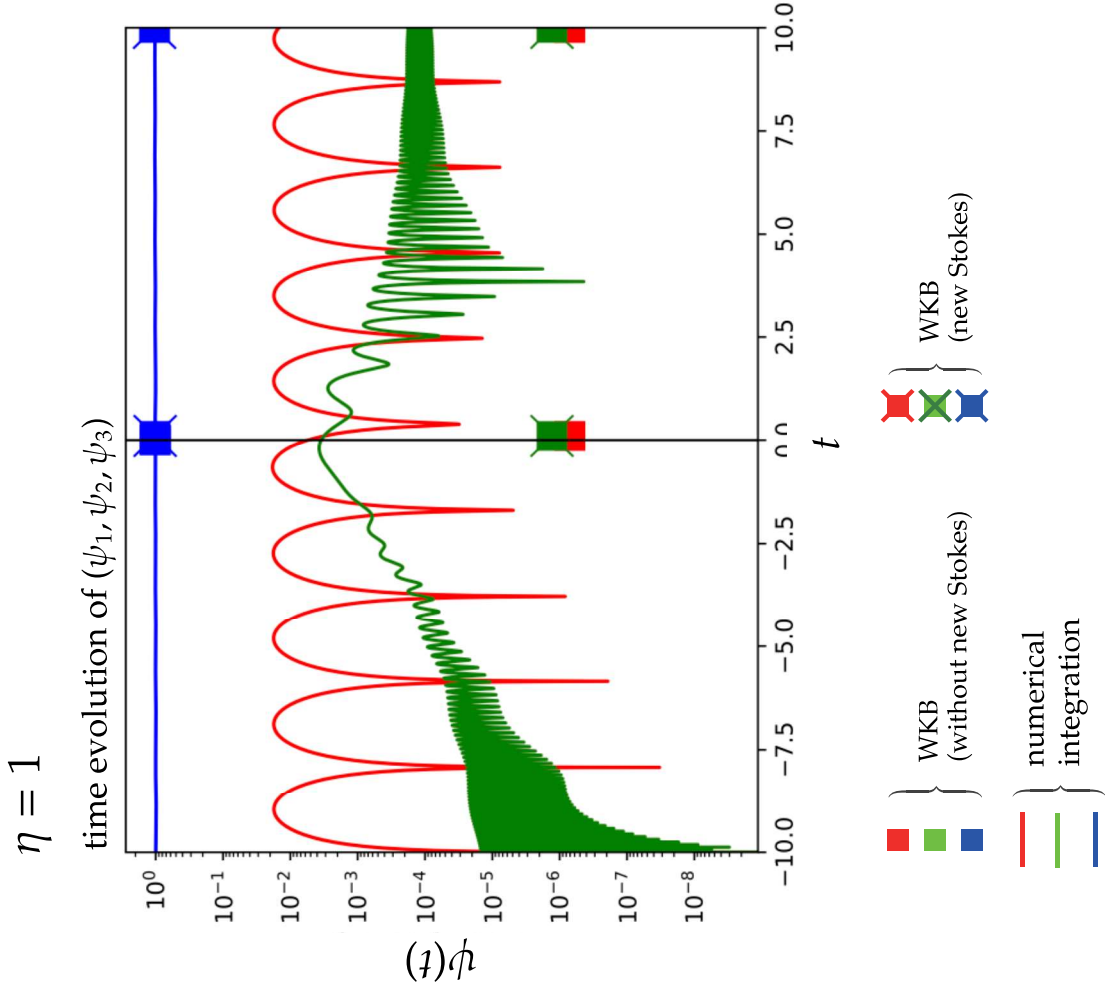 η = 1
time evolution of (ψ₁, ψ₂, ψ₃)
ψ(t)
10⁰
10⁻¹
10⁻²
10⁻³
10⁻⁴
10⁻⁵
10⁻⁶
10⁻⁷
10⁻⁸
−10.0 −7.5 −5.0 −2.5 0.0 2.5 5.0 7.5 10.0
t
WKB
(without new Stokes)
WKB
(new Stokes)
numerical
integration